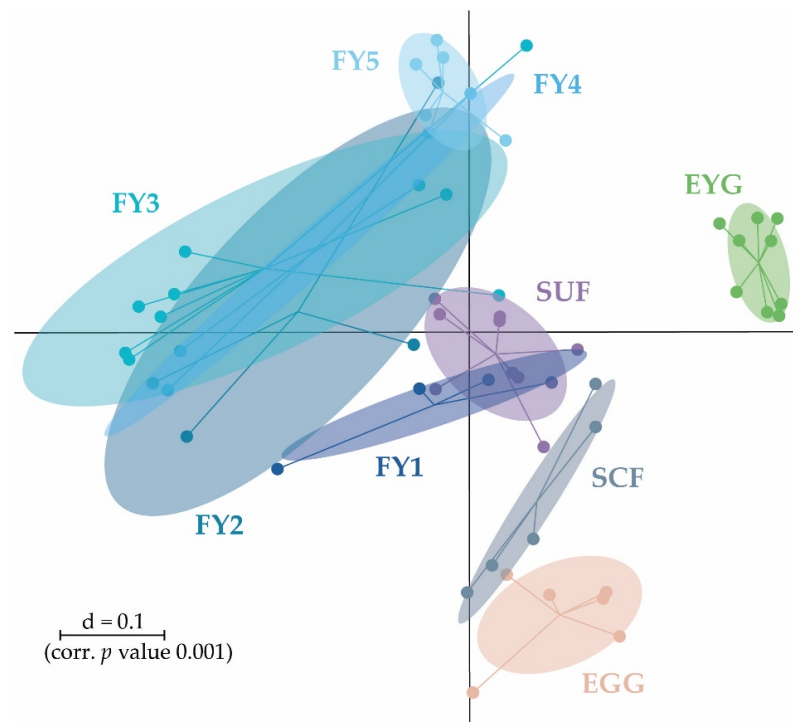 FY5
FY4
EYG
FY3
SUF
FY1
SCF
FY2
d = 0.1
(corr. p value 0.001)
EGG